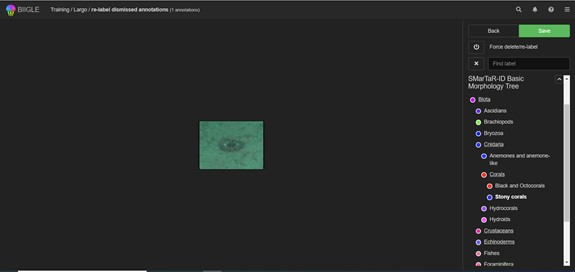 BIIGLE Training / Largo / re-label dismissed annotations (1 annotations)
Back Save
Force delete/re-label
Find label
SMarTaR-ID Basic
Morphology Tree
Biota
Ascidians
Brachiopods
Bryozoa
Cnidaria
Anemones and anemone-
like
Corals
Black and Octocorals
Stony corals
Hydrocorals
Hydroids
Crustaceans
Echinoderms
Fishes
Foraminifera